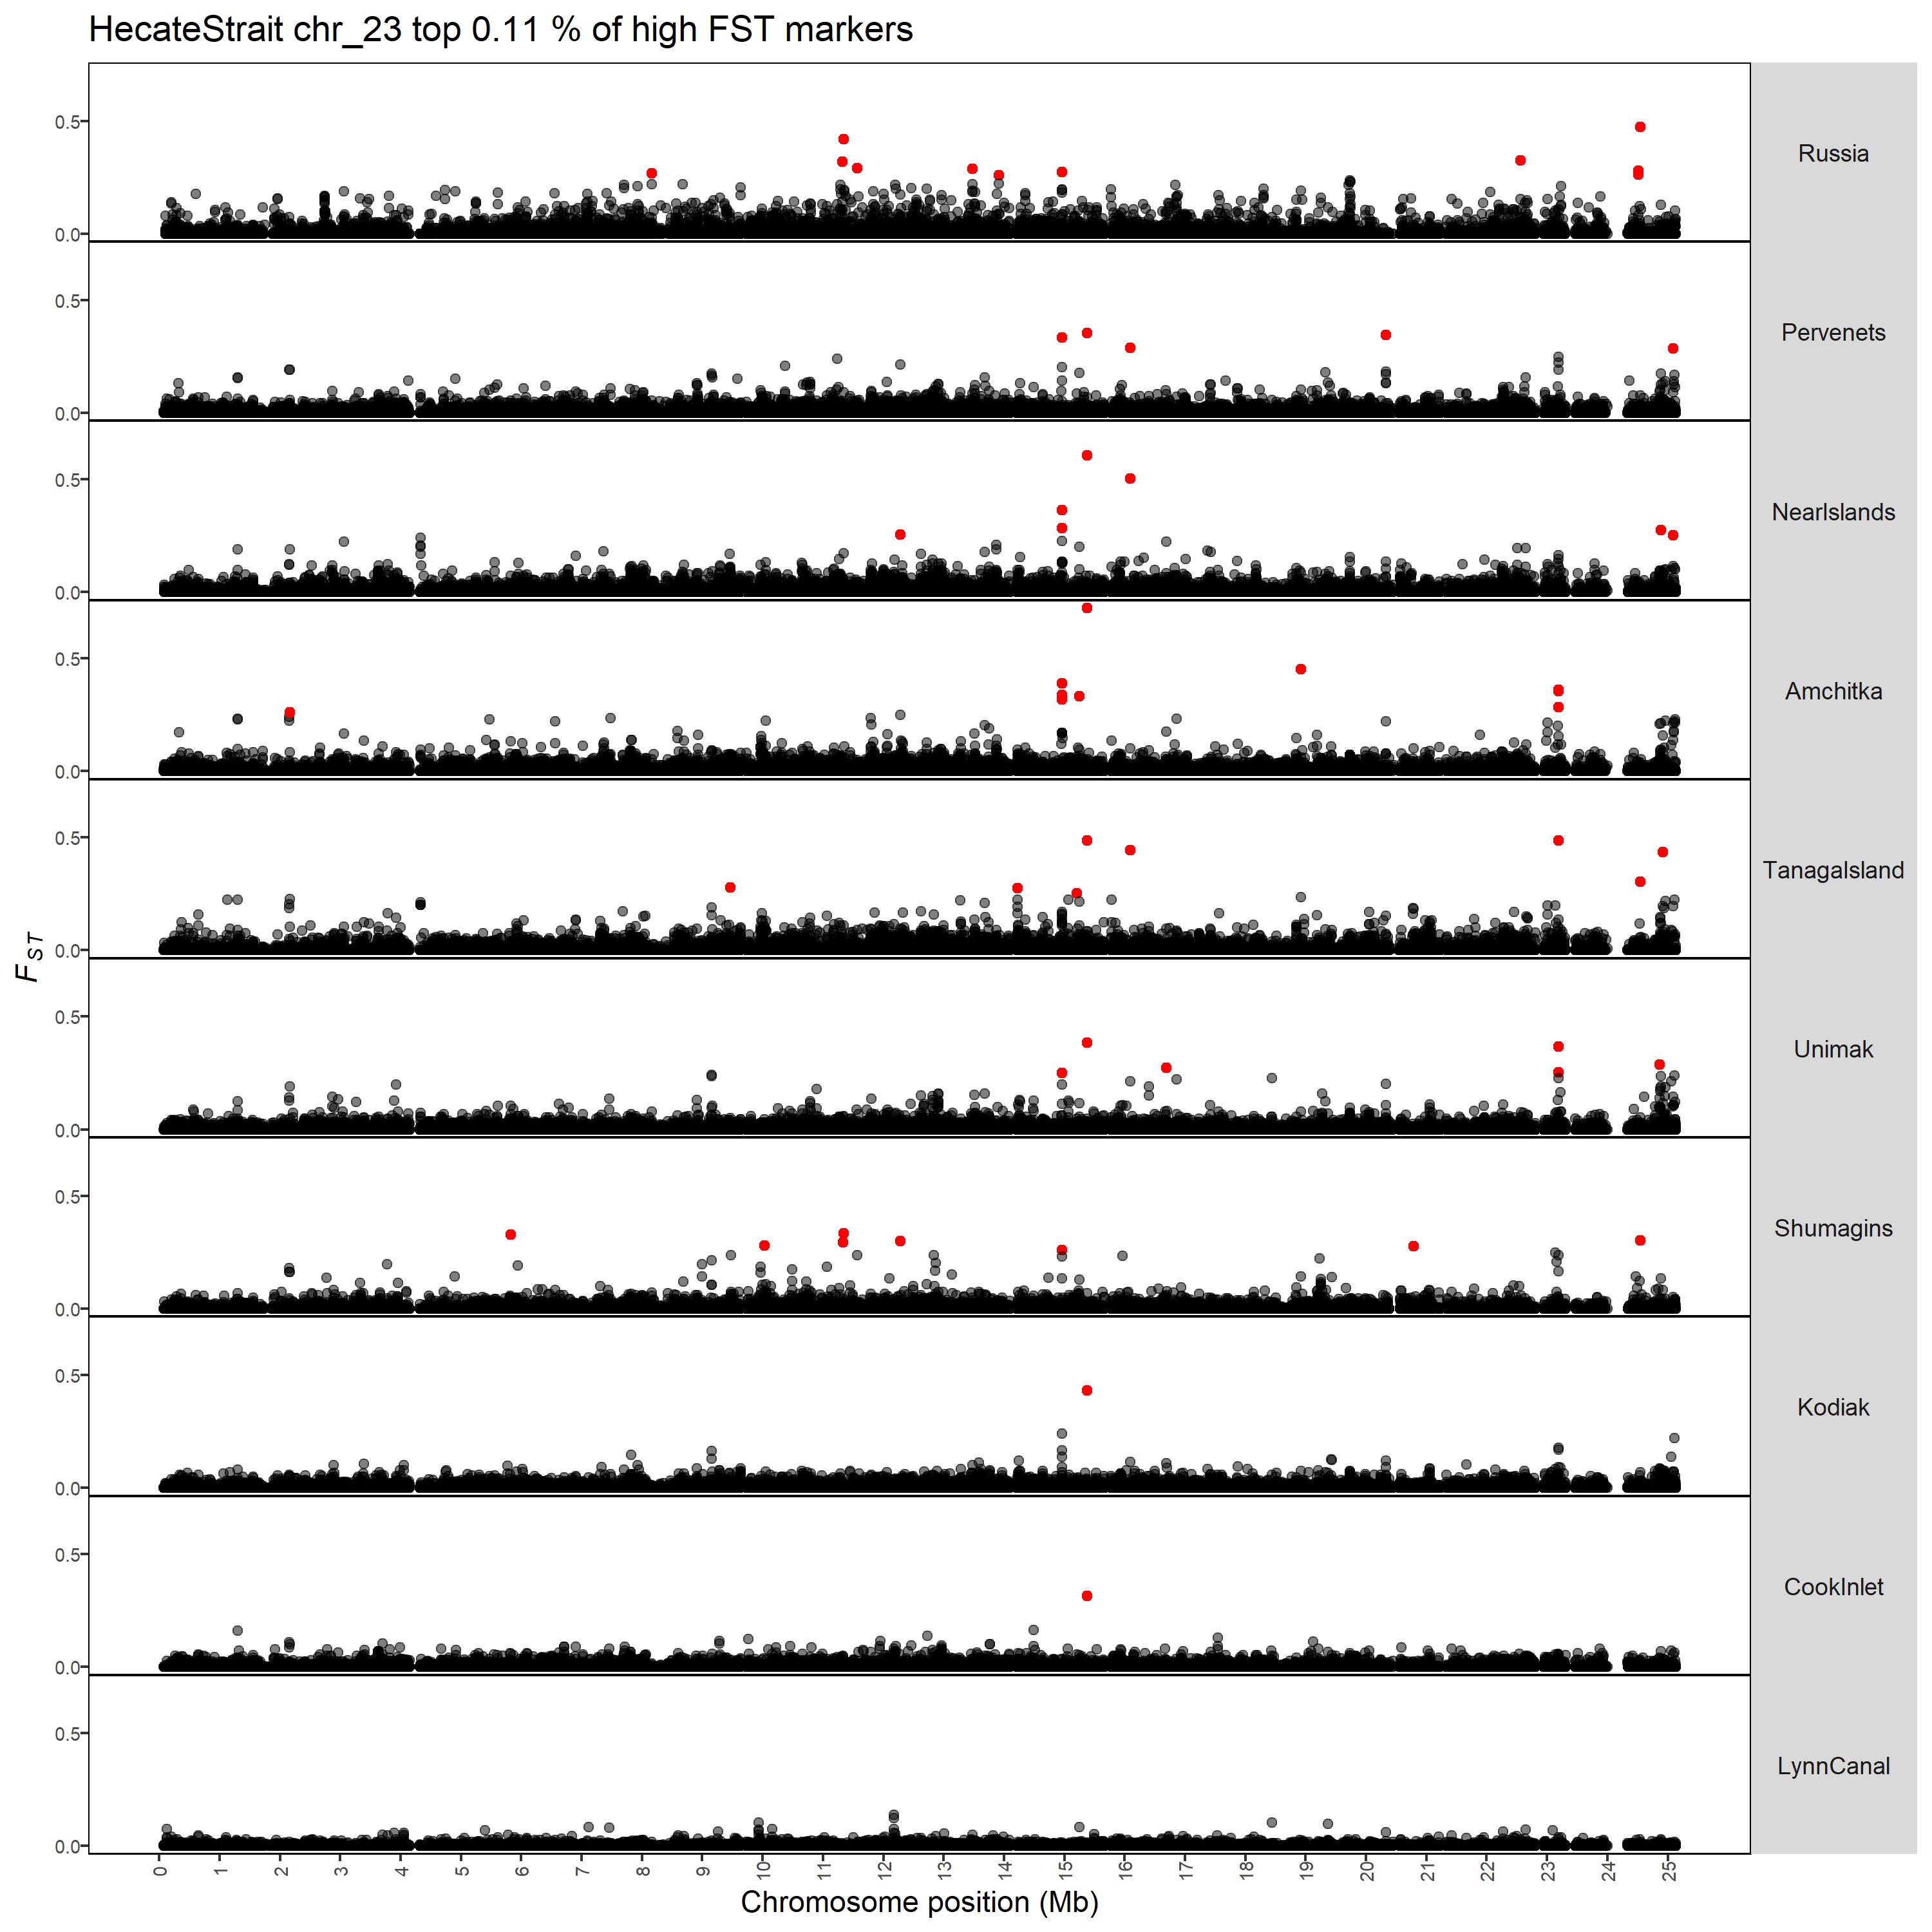 HecateStrait chr_23 top 0.11 % of high FST markers
0.5
0.0
Russia
0.5
0.0
Pervenets
0.5
0.0
NearIslands
0.5
0.0
Amchitka
0.5
0.0
TanagaIsland
0.5
0.0
Unimak
0.5
0.0
Shumagins
0.5
0.0
Kodiak
0.5
0.0
CookInlet
0.5
0.0
LynnCanal
FST
0 1 2 3 4 5 6 7 8 9 10 11 12 13 14 15 16 17 18 19 20 21 22 23 24 25
Chromosome position (Mb)